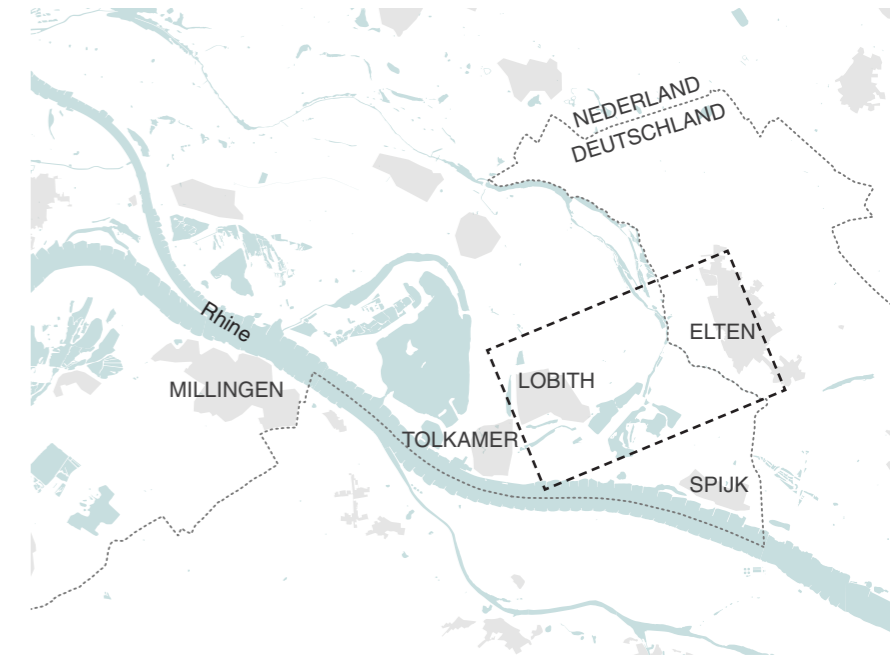 NEDERLAND
DEUTSCHLAND
Rhine
ELTEN
MILLINGEN
LOBITH
TOLKAMER
SPIJK